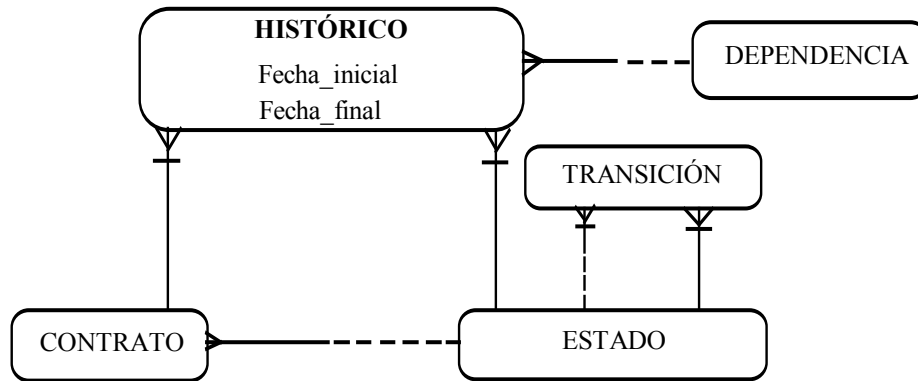 HISTÓRICO
Fecha_inicial
Fecha_final
DEPENDENCIA
TRANSICIÓN
CONTRATO
ESTADO